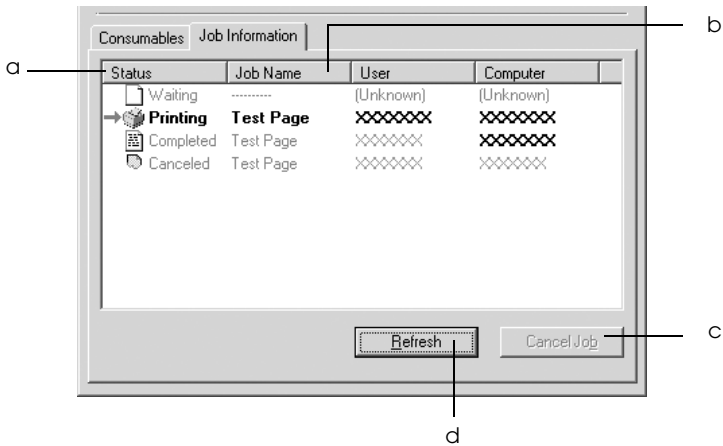 Consumables Job Information b
a Status Job Name User Computer
Waiting ---------- (Unknown) (Unknown)
Printing Test Page XXXXXXX XXXXXXX
Completed Test Page XXXXXXX XXXXXXX
Canceled Test Page XXXXXXX XXXXXXX
Refresh Cancel Job c
d